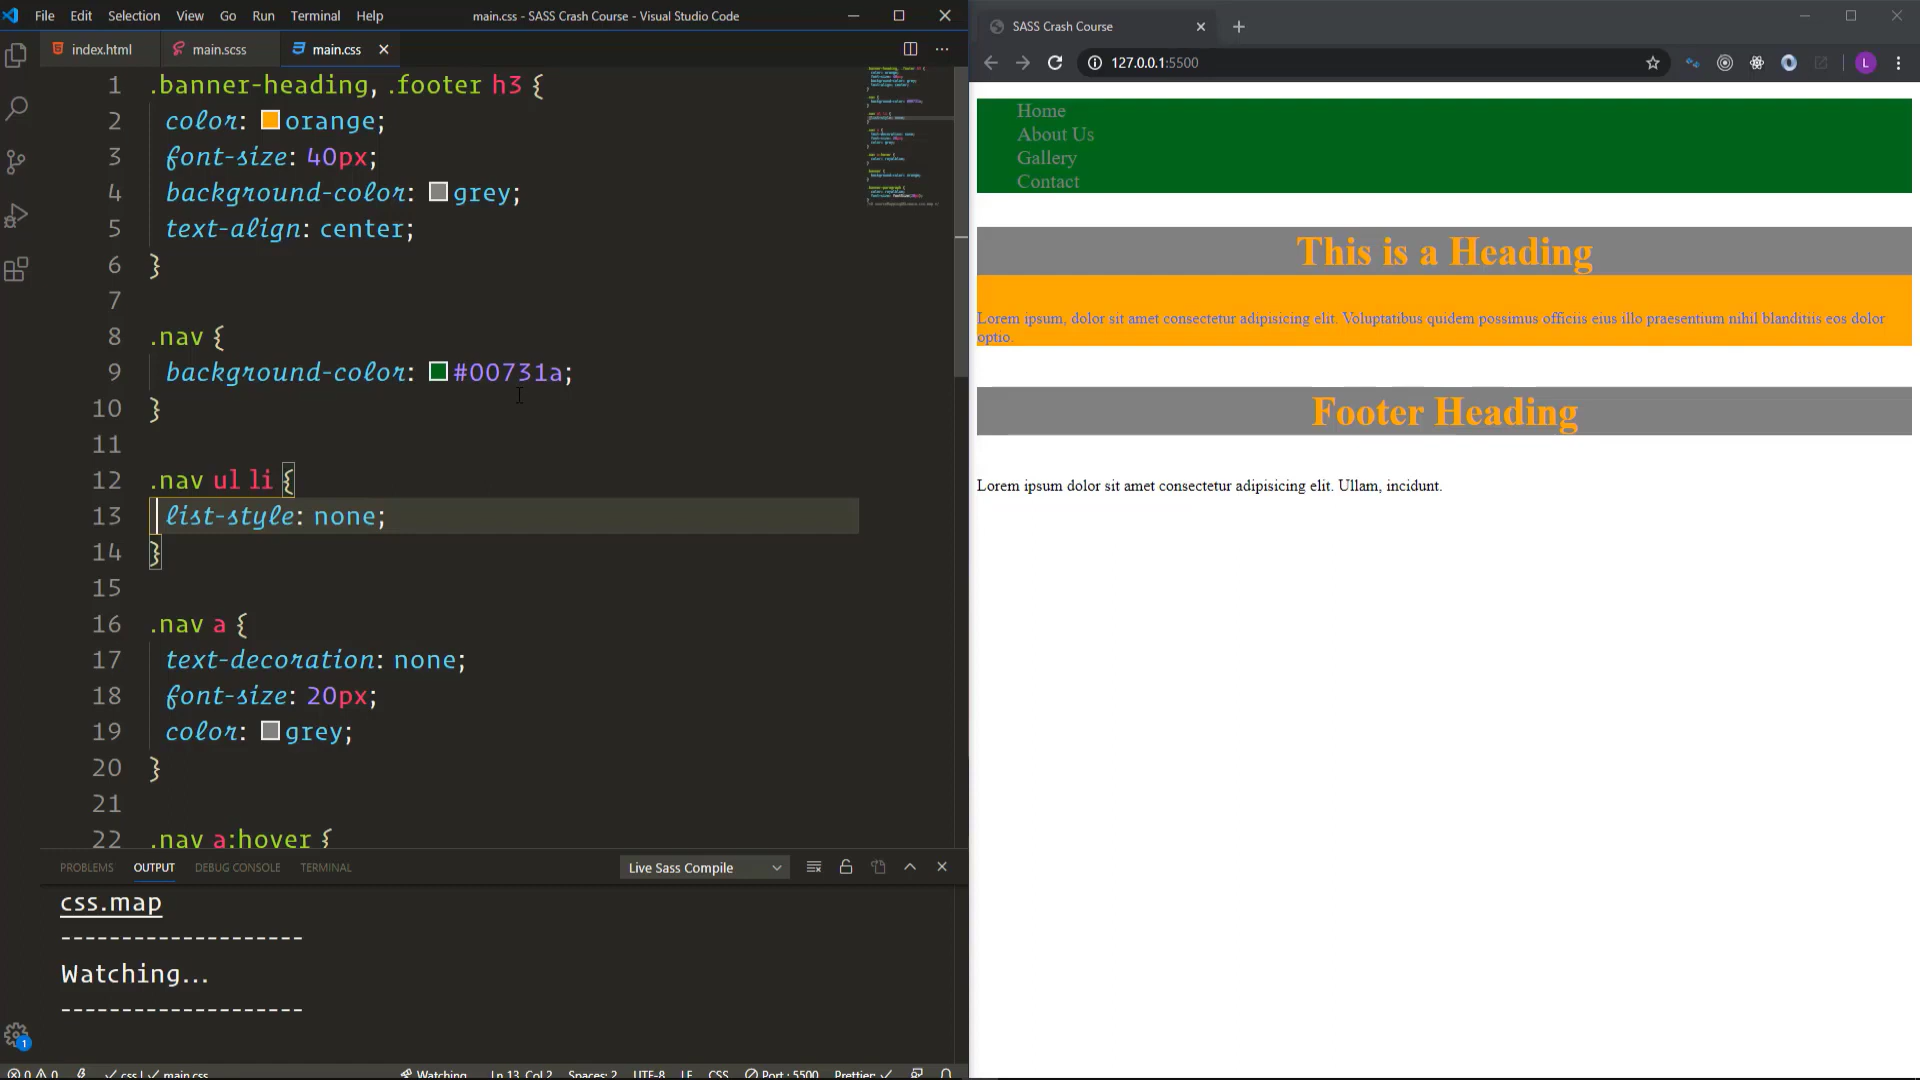 File Edit Selection View Go Run Terminal Help
main.css - SASS Crash Course - Visual Studio Code
index.html main.scss main.css
1 .banner-heading, .footer h3 {
2 color: orange;
3 font-size: 40px;
4 background-color: grey;
5 text-align: center;
6 }
7
8 .nav {
9 background-color: #00731a;
10 }
11
12 .nav ul li {
13 list-style: none;
14 }
15
16 .nav a {
17 text-decoration: none;
18 font-size: 20px;
19 color: grey;
20 }
21
22 .nav a:hover {
PROBLEMS OUTPUT DEBUG CONSOLE TERMINAL Live Sass Compile
css.map
--------------------
Watching...
--------------------
1
0 0 css | main.css Watching... Ln 13, Col 2 Spaces: 2 UTF-8 LF CSS Port : 5500 Prettier:
SASS Crash Course
127.0.0.1:5500
L
Home
About Us
Gallery
Contact
This is a Heading
Lorem ipsum, dolor sit amet consectetur adipisicing elit. Voluptatibus quidem possimus officiis eius illo praesentium nihil blanditiis eos dolor
optio.
Footer Heading
Lorem ipsum dolor sit amet consectetur adipisicing elit. Ullam, incidunt.